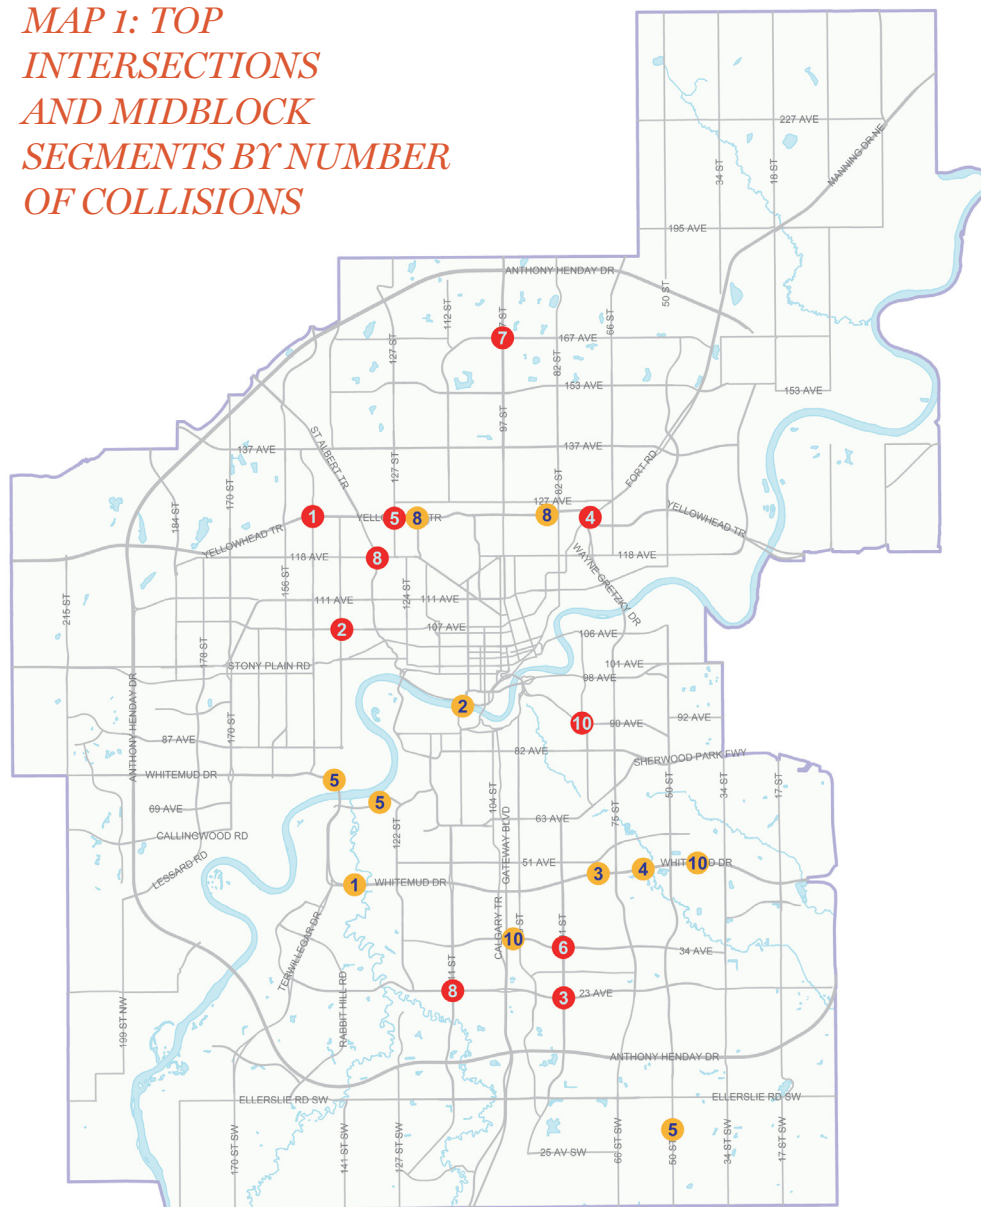 MAP 1: TOP
INTERSECTIONS
AND MIDBLOCK
SEGMENTS BY NUMBER
OF COLLISIONS
227 AVE
MANNING DR NE
34 ST
18 ST
195 AVE
ANTHONY HENDAY DR
50 ST
112 ST
66 ST
127 ST
7
167 AVE
82 ST
153 AVE
153 AVE
97 ST
ST ALBERT TR
137 AVE
137 AVE
127 ST
FORT RD
170 ST
82 ST
184 ST
127 AVE
1
5
8
8
4
YELLOWHEAD TR
YELLOWHEAD TR
118 AVE
8
118 AVE
WAYNE GRETZKY DR
156 ST
124 ST
215 ST
111 AVE
111 AVE
2
107 AVE
106 AVE
178 ST
STONY PLAIN RD
101 AVE
98 AVE
ANTHONY HENDAY DR
2
10
90 AVE
92 AVE
170 ST
87 AVE
82 AVE
SHERWOOD PARK FWY
WHITEMUD DR
5
5
50 ST
34 ST
17 ST
104 ST
69 AVE
63 AVE
75 ST
CALLINGWOOD RD
122 ST
GATEWAY BLVD
LESSARD RD
51 AVE
3
4
10
1
WHITEMUD DR
TERWILLEGAR DR
CALGARY TR
10
6
34 AVE
RABBIT HILL RD
8
3
23 AVE
199 ST NW
ANTHONY HENDAY DR
ELLERSLIE RD SW
ELLERSLIE RD SW
5
170 ST SW
141 ST SW
127 ST SW
25 AV SW
66 ST SW
34 ST SW
17 ST SW